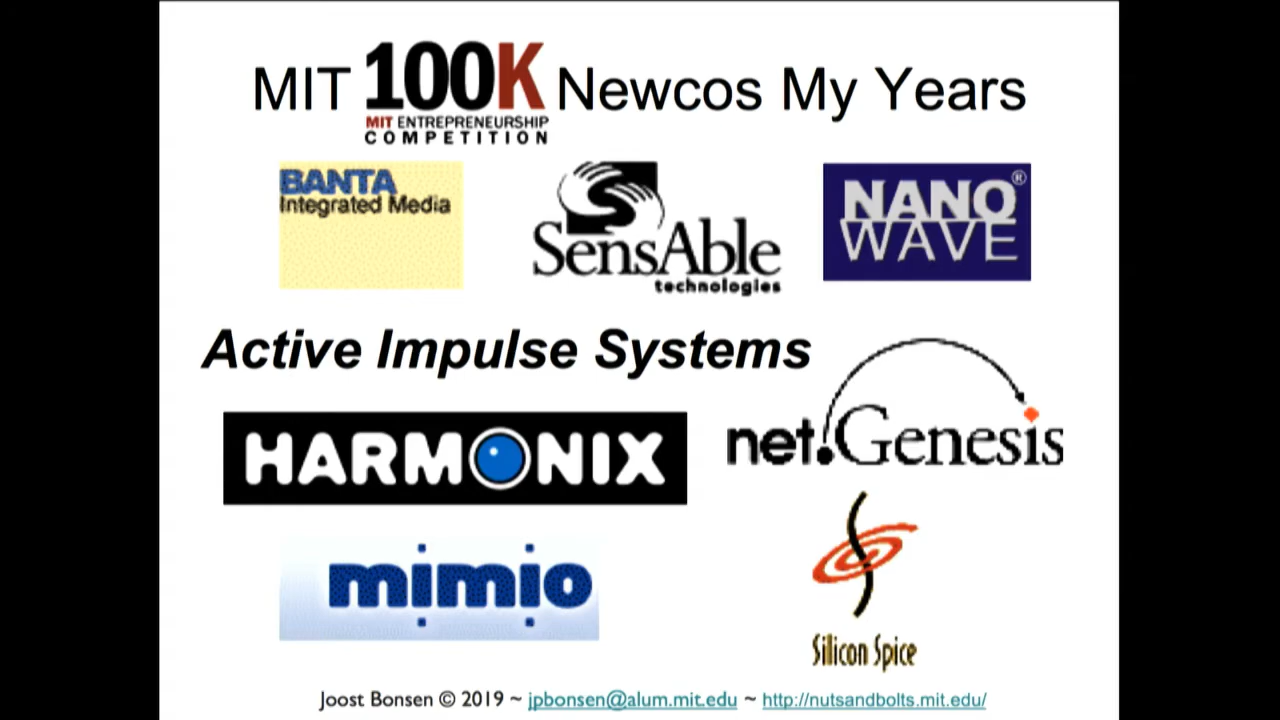 MIT 100K Newcos My Years
MIT ENTREPRENEURSHIP
COMPETITION
BANTA
Integrated Media
SensAble
technologies
NANO®
WAVE
Active Impulse Systems
HARMONIX
net.Genesis
mimio
Silicon Spice
Joost Bonsen © 2019 ~ jpbonsen@alum.mit.edu ~ http://nutsandbolts.mit.edu/